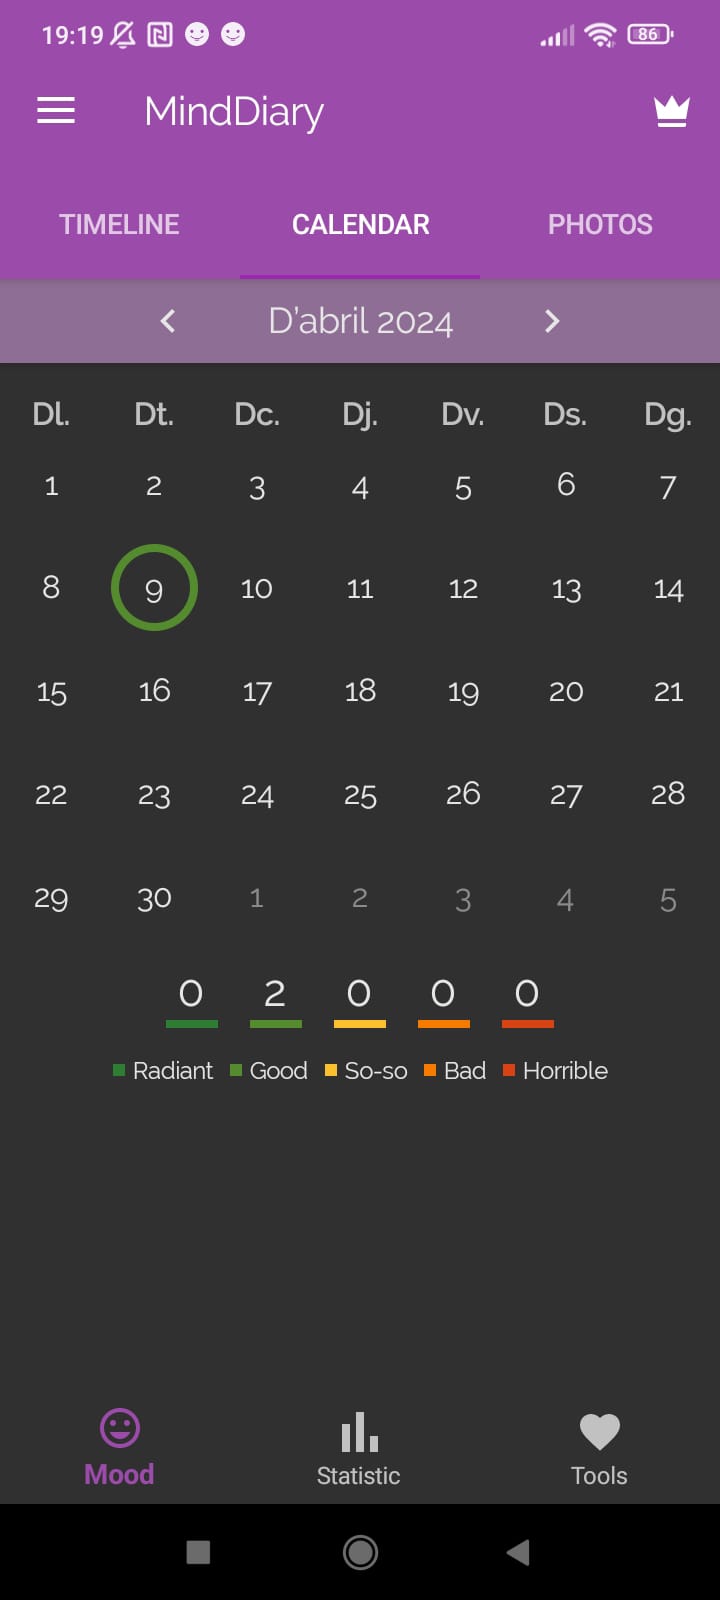 19:19 86
MindDiary
TIMELINE CALENDAR PHOTOS
D'abril 2024
Dl. Dt. Dc. Dj. Dv. Ds. Dg.
1 2 3 4 5 6 7
8 9 10 11 12 13 14
15 16 17 18 19 20 21
22 23 24 25 26 27 28
29 30 1 2 3 4 5
0 2 0 0 0
Radiant Good So-so Bad Horrible
Mood Statistic Tools